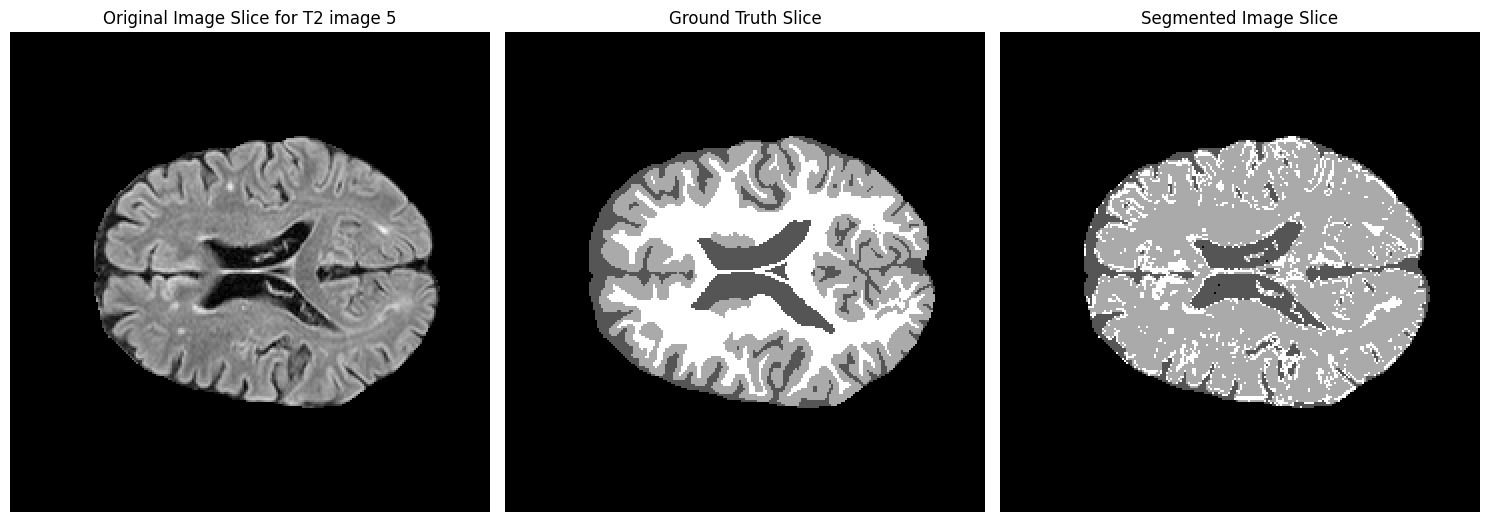 Original Image Slice for T2 image 5
Ground Truth Slice
Segmented Image Slice